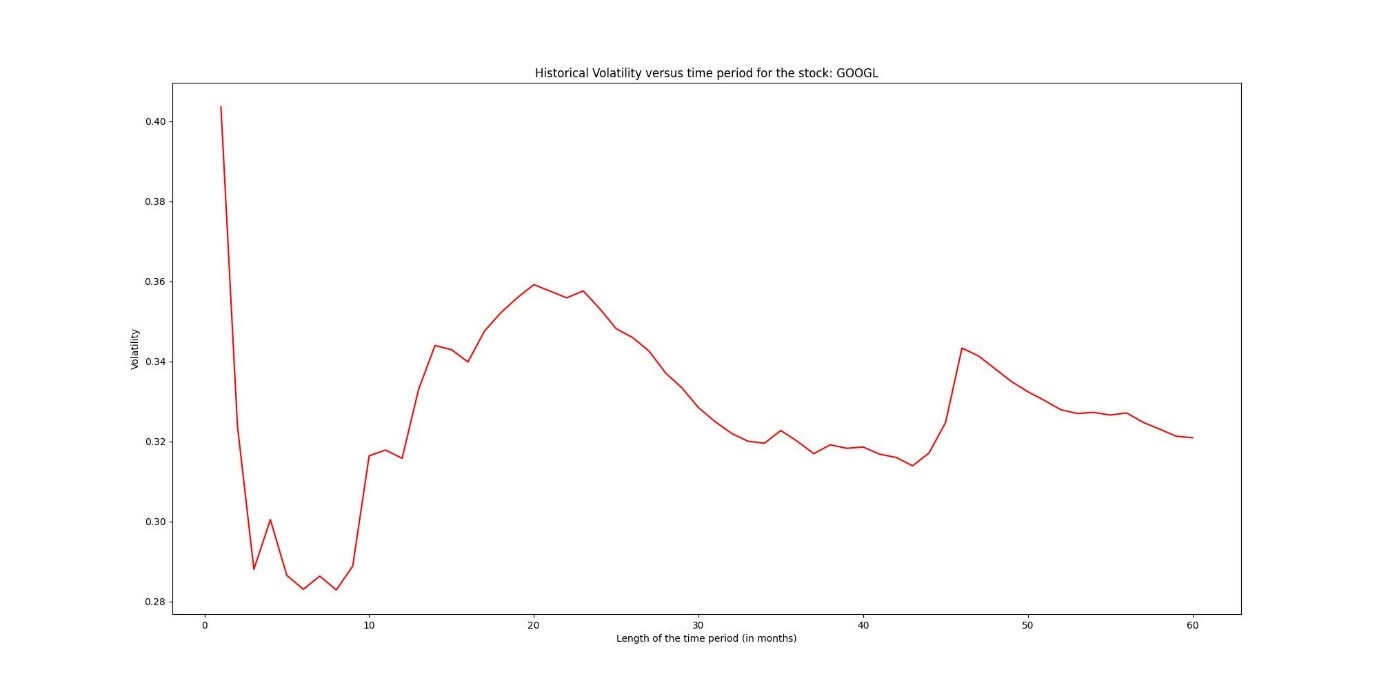 Historical Volatility versus time period for the stock: GOOGL
0.40
0.38
0.36
0.34
0.32
0.30
0.28
Volatility
0 10 20 30 40 50 60
Length of the time period (in months)